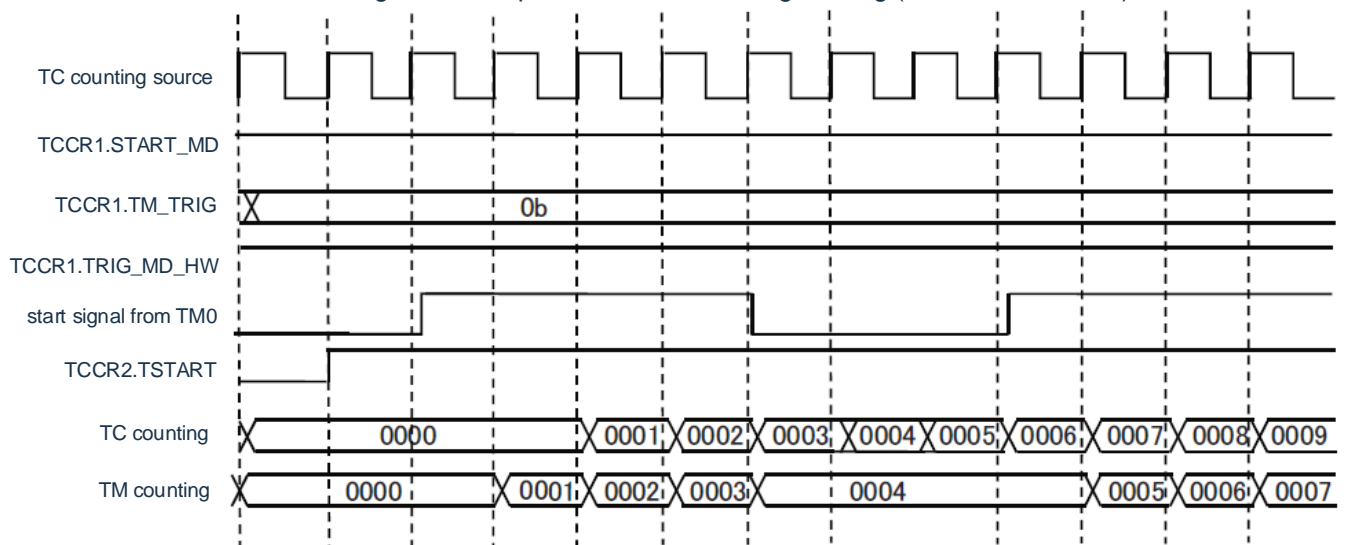 TC counting source
TCCR1.START_MD
TCCR1.TM_TRIG 0b
TCCR1.TRIG_MD_HW
start signal from TM0
TCCR2.TSTART
TC counting 0000 0001 0002 0003 0004 0005 0006 0007 0008 0009
TM counting 0000 0001 0002 0003 0004 0005 0006 0007